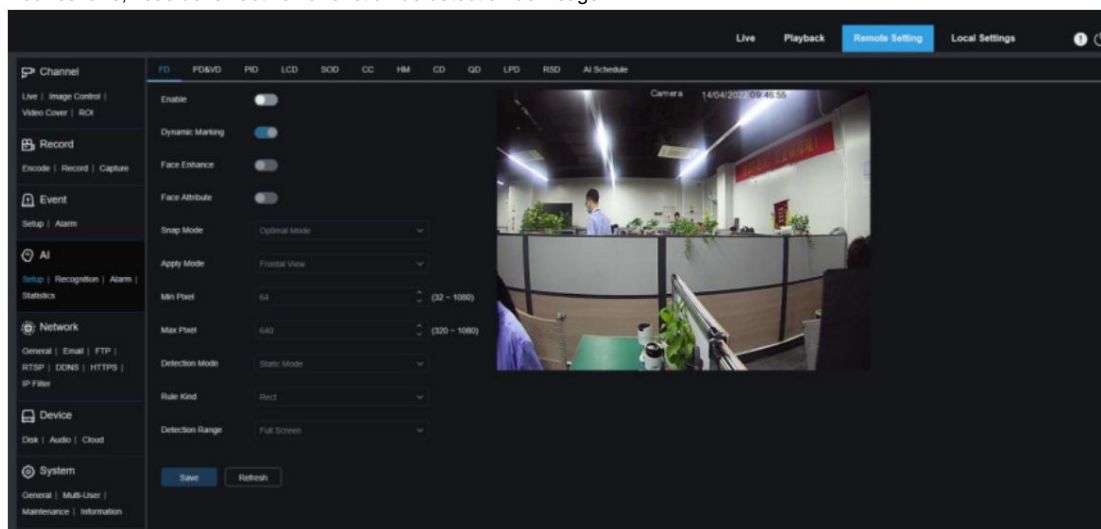 Live Playback Remote Setting Local Settings
Channel
Live | Image Control |
Video Cover | ROI
Record
Encode | Record | Capture
Event
Setup | Alarm
AI
Setup | Recognition | Alarm |
Statistics
Network
General | Email | FTP |
RTSP | DDNS | HTTPS |
IP Filter
Device
Disk | Audio | Cloud
System
General | Multi-User |
Maintenance | Information
FD FD&VD PID LCD SOD CC HM CD QD LPD RSD AI Schedule
Enable
Dynamic Marking
Face Enhance
Face Attribute
Snap Mode Optimal Mode
Apply Mode Frontal View
Min Pixel 64 (32 ~ 1080)
Max Pixel 640 (320 ~ 1080)
Detection Mode Static Mode
Rule Kind Rect
Detection Range Full Screen
Save Refresh
Camera 14/04/2022 09:46:55